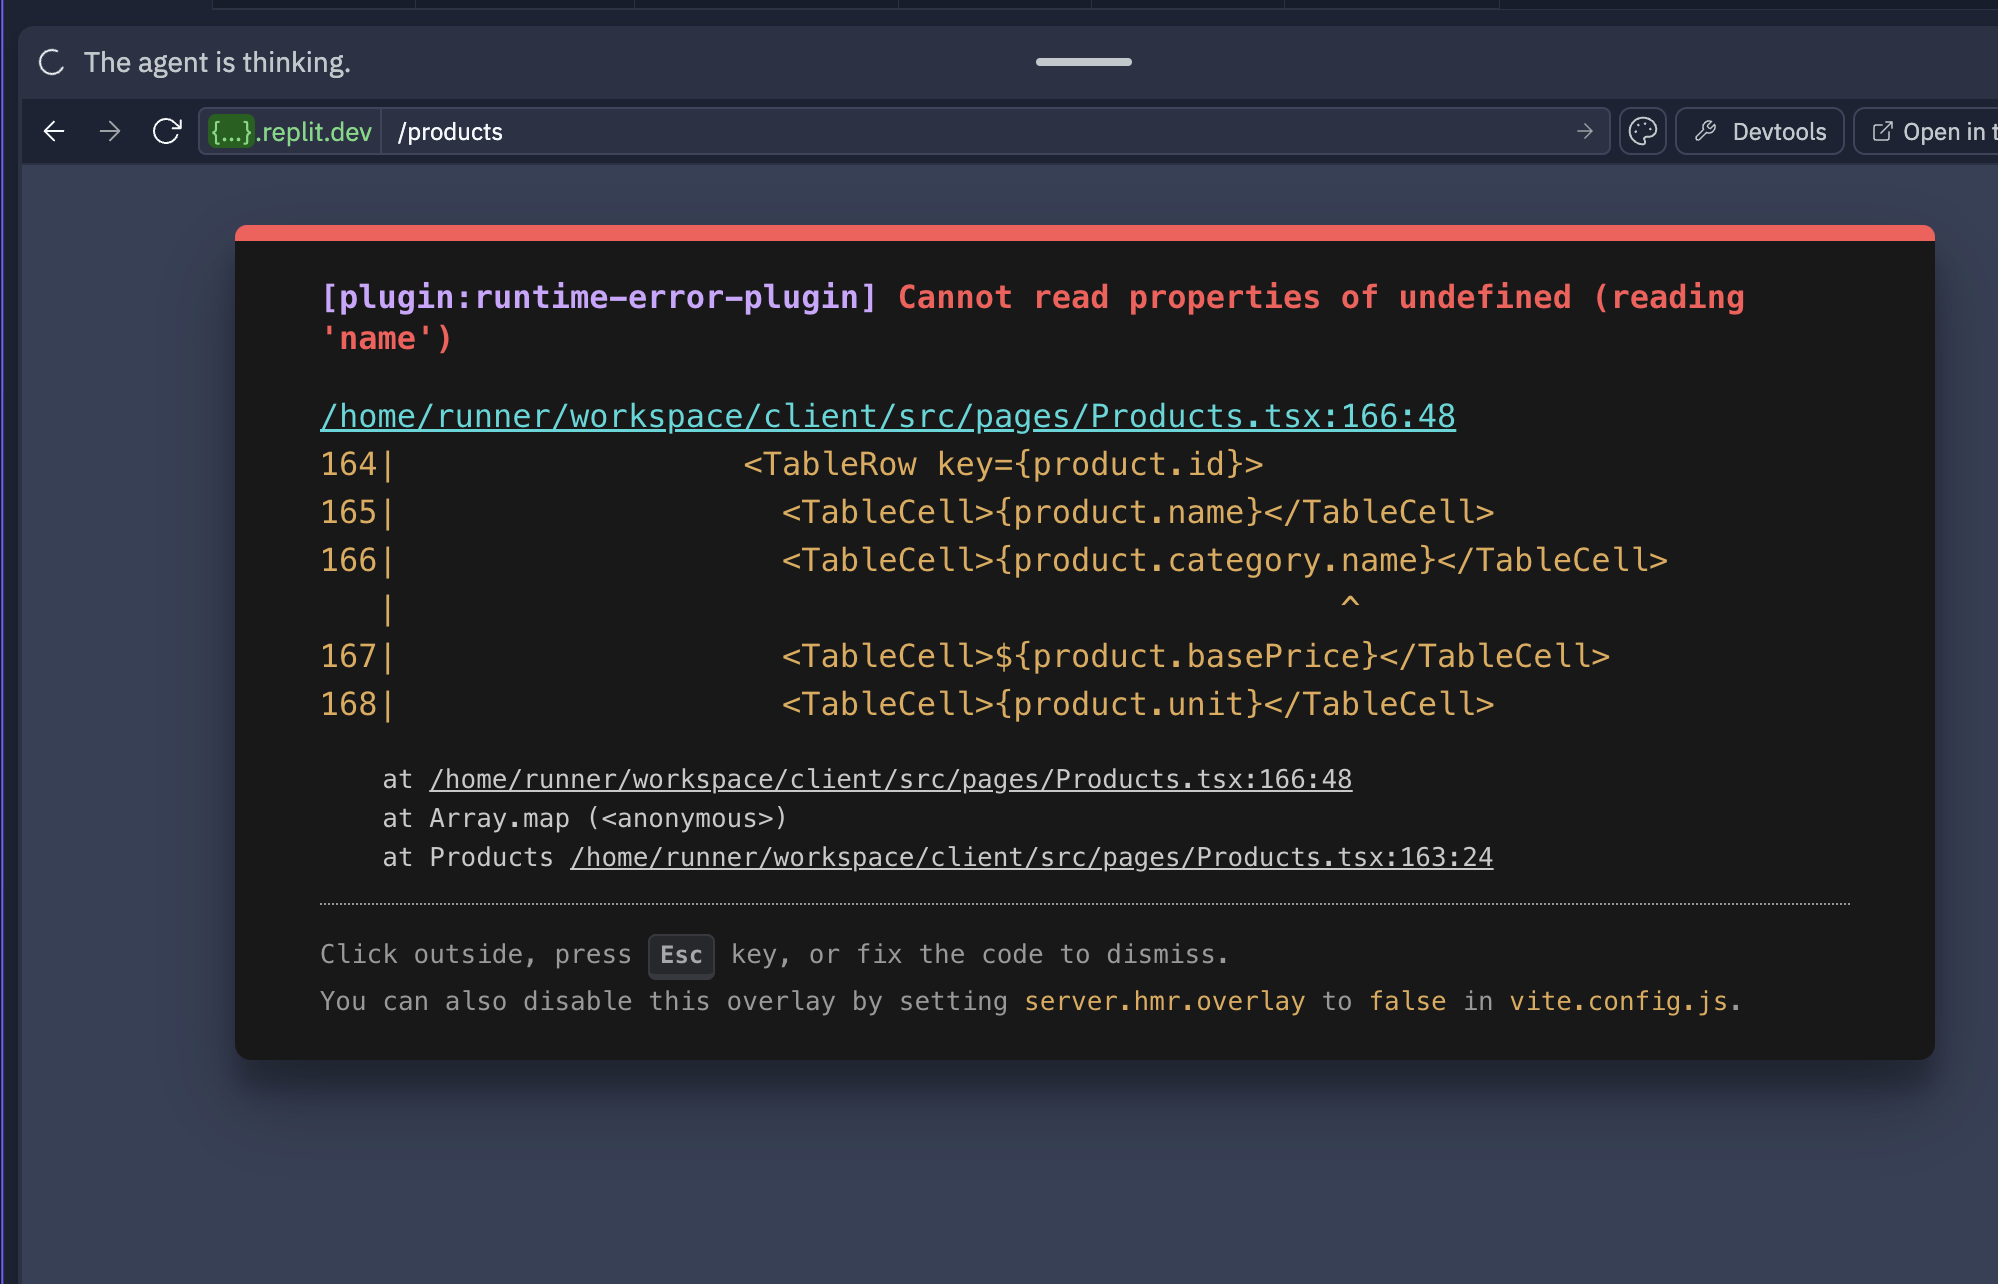 The agent is thinking.
{...}.replit.dev /products Devtools Open in t
[plugin:runtime-error-plugin] Cannot read properties of undefined (reading
'name')
/home/runner/workspace/client/src/pages/Products.tsx:166:48
164|                  <TableRow key={product.id}>
165|                    <TableCell>{product.name}</TableCell>
166|                    <TableCell>{product.category.name}</TableCell>
   |                                                 ^
167|                    <TableCell>${product.basePrice}</TableCell>
168|                    <TableCell>{product.unit}</TableCell>
at /home/runner/workspace/client/src/pages/Products.tsx:166:48
at Array.map (<anonymous>)
at Products /home/runner/workspace/client/src/pages/Products.tsx:163:24
Click outside, press Esc key, or fix the code to dismiss.
You can also disable this overlay by setting server.hmr.overlay to false in vite.config.js.